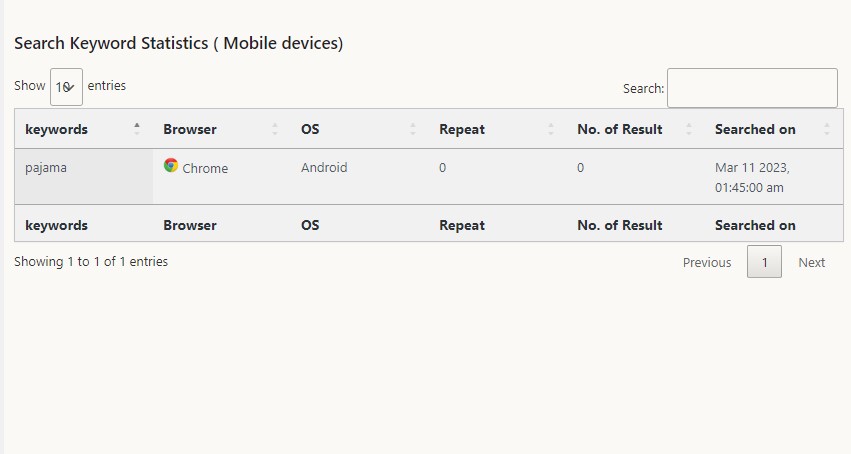 Search Keyword Statistics ( Mobile devices)
Show 10 entries
Search:
keywords Browser OS Repeat No. of Result Searched on
pajama Chrome Android 0 0 Mar 11 2023,
01:45:00 am
keywords Browser OS Repeat No. of Result Searched on
Showing 1 to 1 of 1 entries
Previous 1 Next